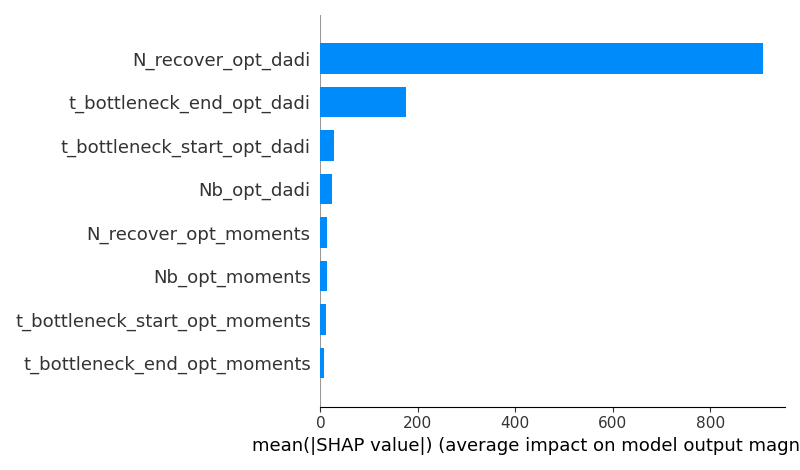 N_recover_opt_dadi
t_bottleneck_end_opt_dadi
t_bottleneck_start_opt_dadi
Nb_opt_dadi
N_recover_opt_moments
Nb_opt_moments
t_bottleneck_start_opt_moments
t_bottleneck_end_opt_moments
0 200 400 600 800
mean(|SHAP value|) (average impact on model output magn